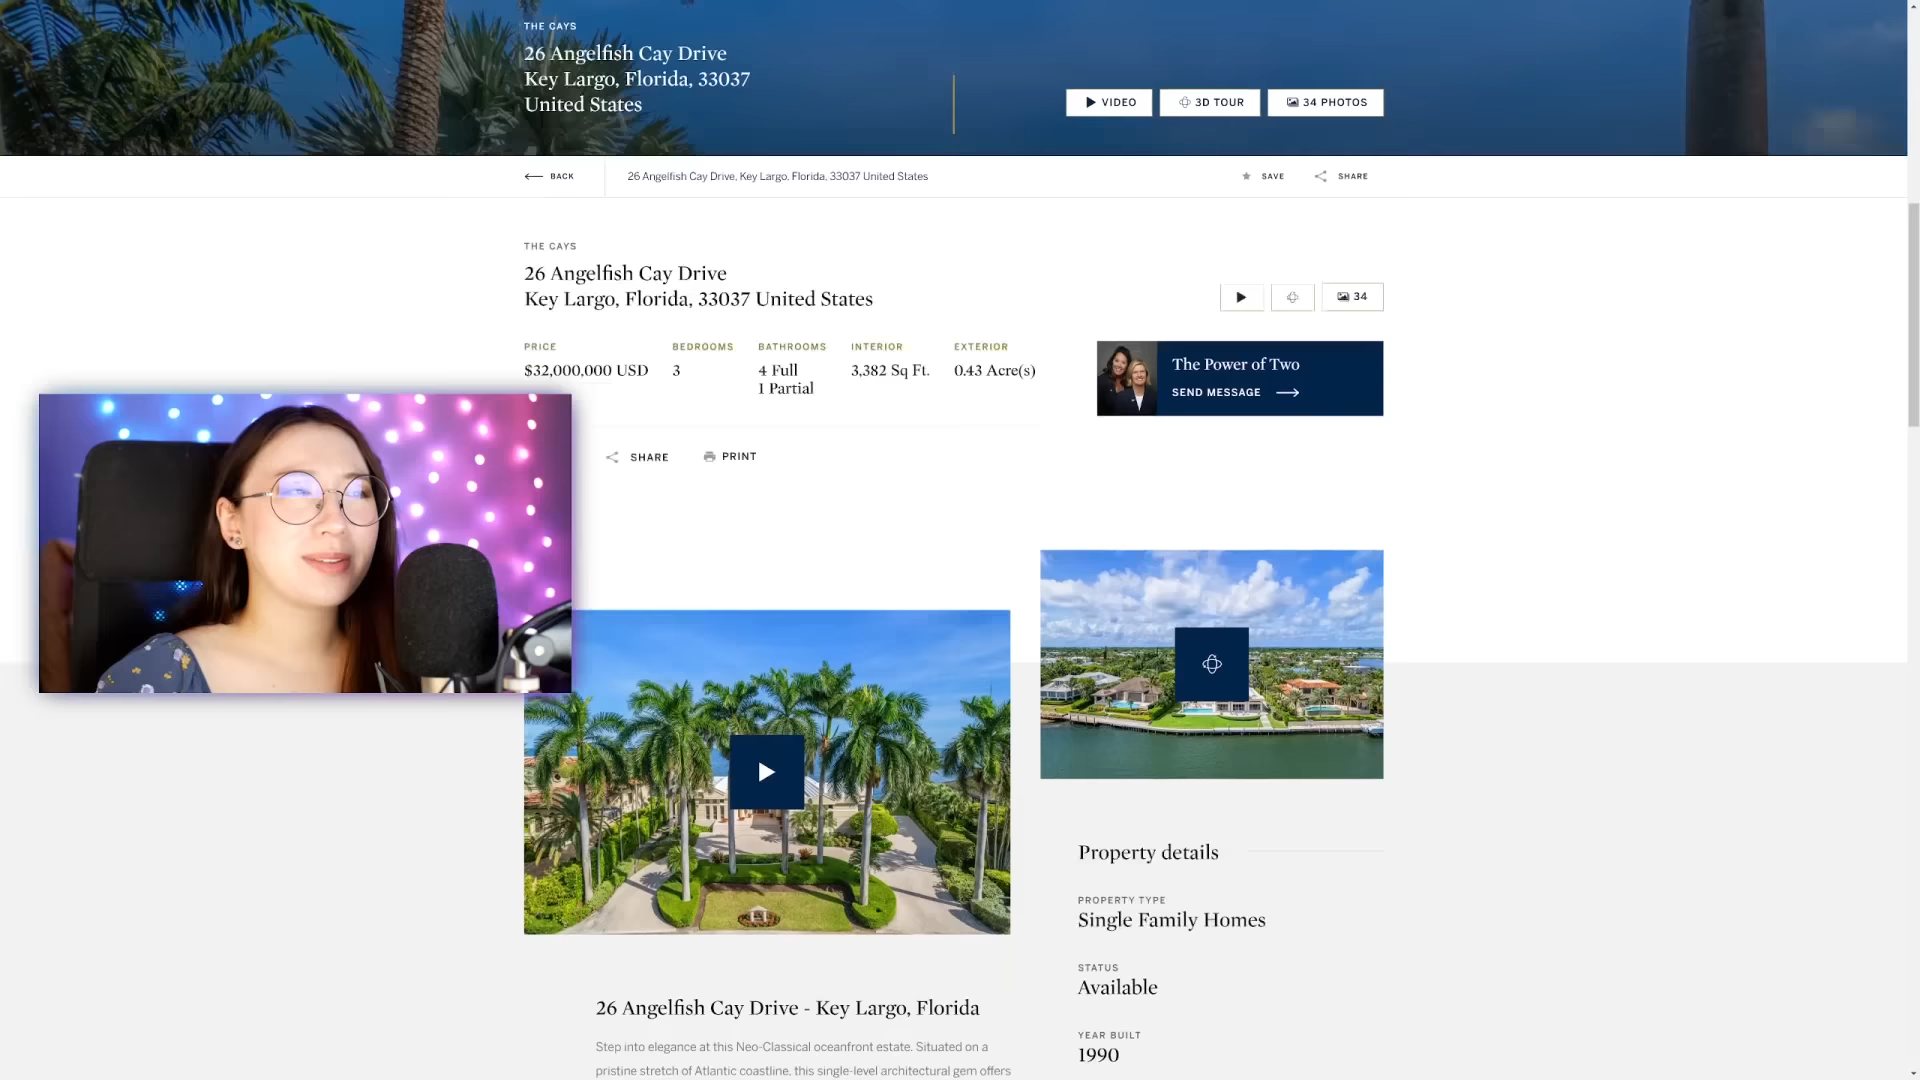 THE CAYS
26 Angelfish Cay Drive
Key Largo, Florida, 33037
United States
VIDEO
3D TOUR
34 PHOTOS
BACK
26 Angelfish Cay Drive, Key Largo, Florida, 33037 United States
SAVE
SHARE
THE CAYS
26 Angelfish Cay Drive
Key Largo, Florida, 33037 United States
34
PRICE
$32,000,000 USD
BEDROOMS
3
BATHROOMS
4 Full
1 Partial
INTERIOR
3,382 Sq Ft.
EXTERIOR
0.43 Acre(s)
The Power of Two
SEND MESSAGE
SHARE
PRINT
Property details
PROPERTY TYPE
Single Family Homes
STATUS
Available
YEAR BUILT
1990
26 Angelfish Cay Drive - Key Largo, Florida
Step into elegance at this Neo-Classical oceanfront estate. Situated on a
pristine stretch of Atlantic coastline, this single-level architectural gem offers